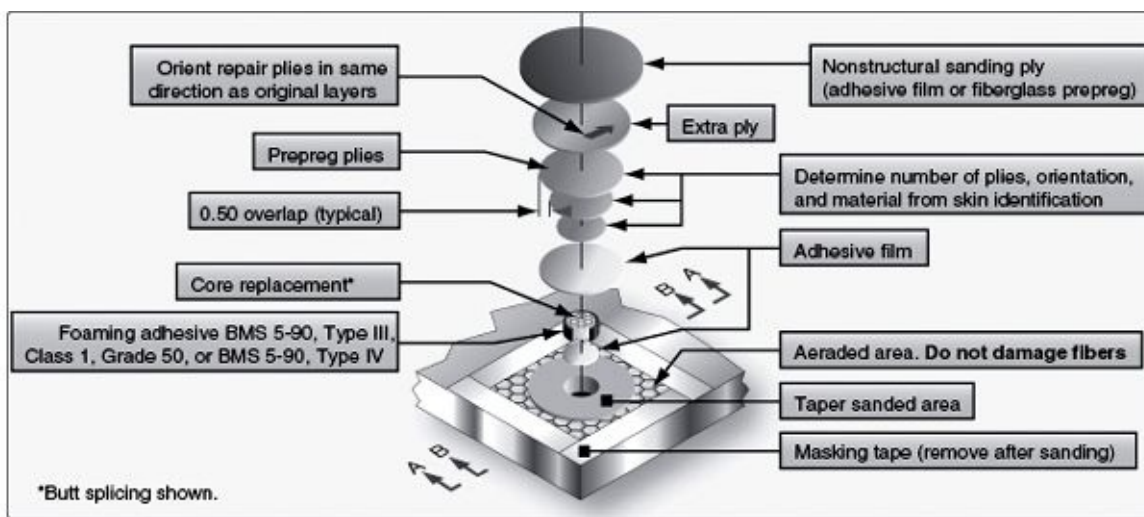 Orient repair plies in same
direction as original layers
Prepreg plies
0.50 overlap (typical)
Core replacement*
Foaming adhesive BMS 5-90, Type III,
Class 1, Grade 50, or BMS 5-90, Type IV
Nonstructural sanding ply
(adhesive film or fiberglass prepreg)
Extra ply
Determine number of plies, orientation,
and material from skin identification
Adhesive film
B A
Aeraded area. Do not damage fibers
Taper sanded area
Masking tape (remove after sanding)
A B
*Butt splicing shown.